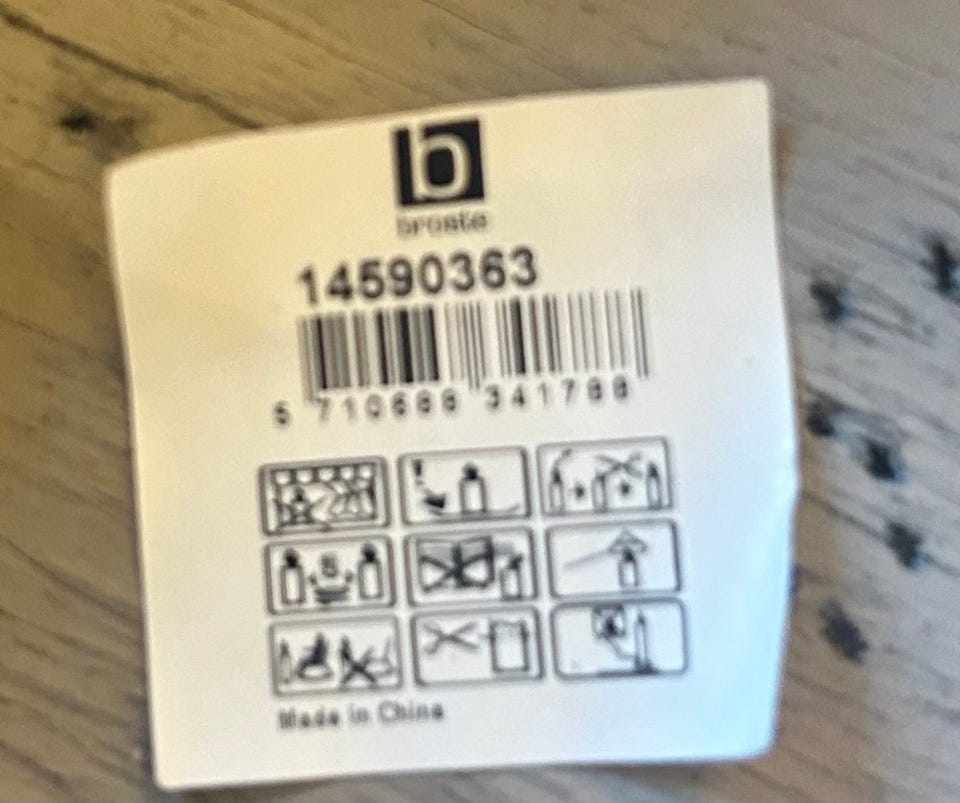 b
broste
14590363
5 710688 341788
Made in China